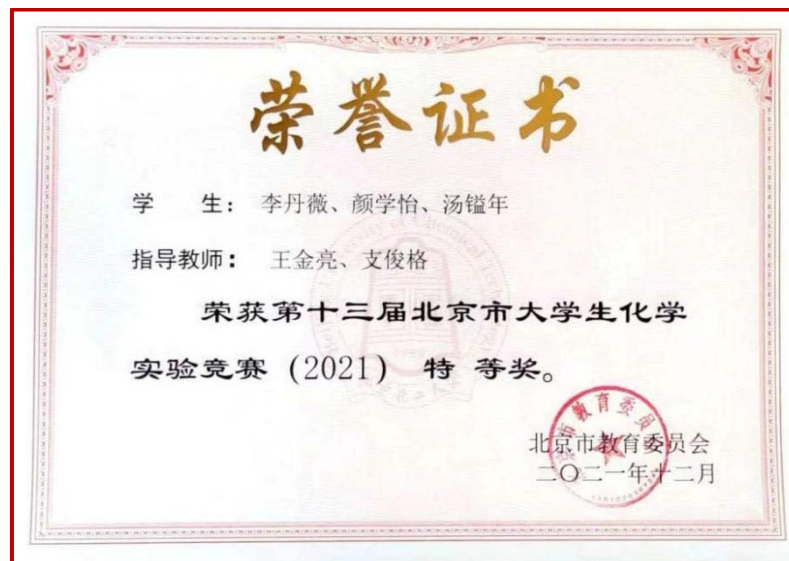 荣誉证书
学 生： 李丹薇、颜学怡、汤镒年
指导教师： 王金亮、支俊格
荣获第十三届北京市大学生化学
实验竞赛（2021） 特 等奖。
北京市教育委员会
二〇二一年十二月